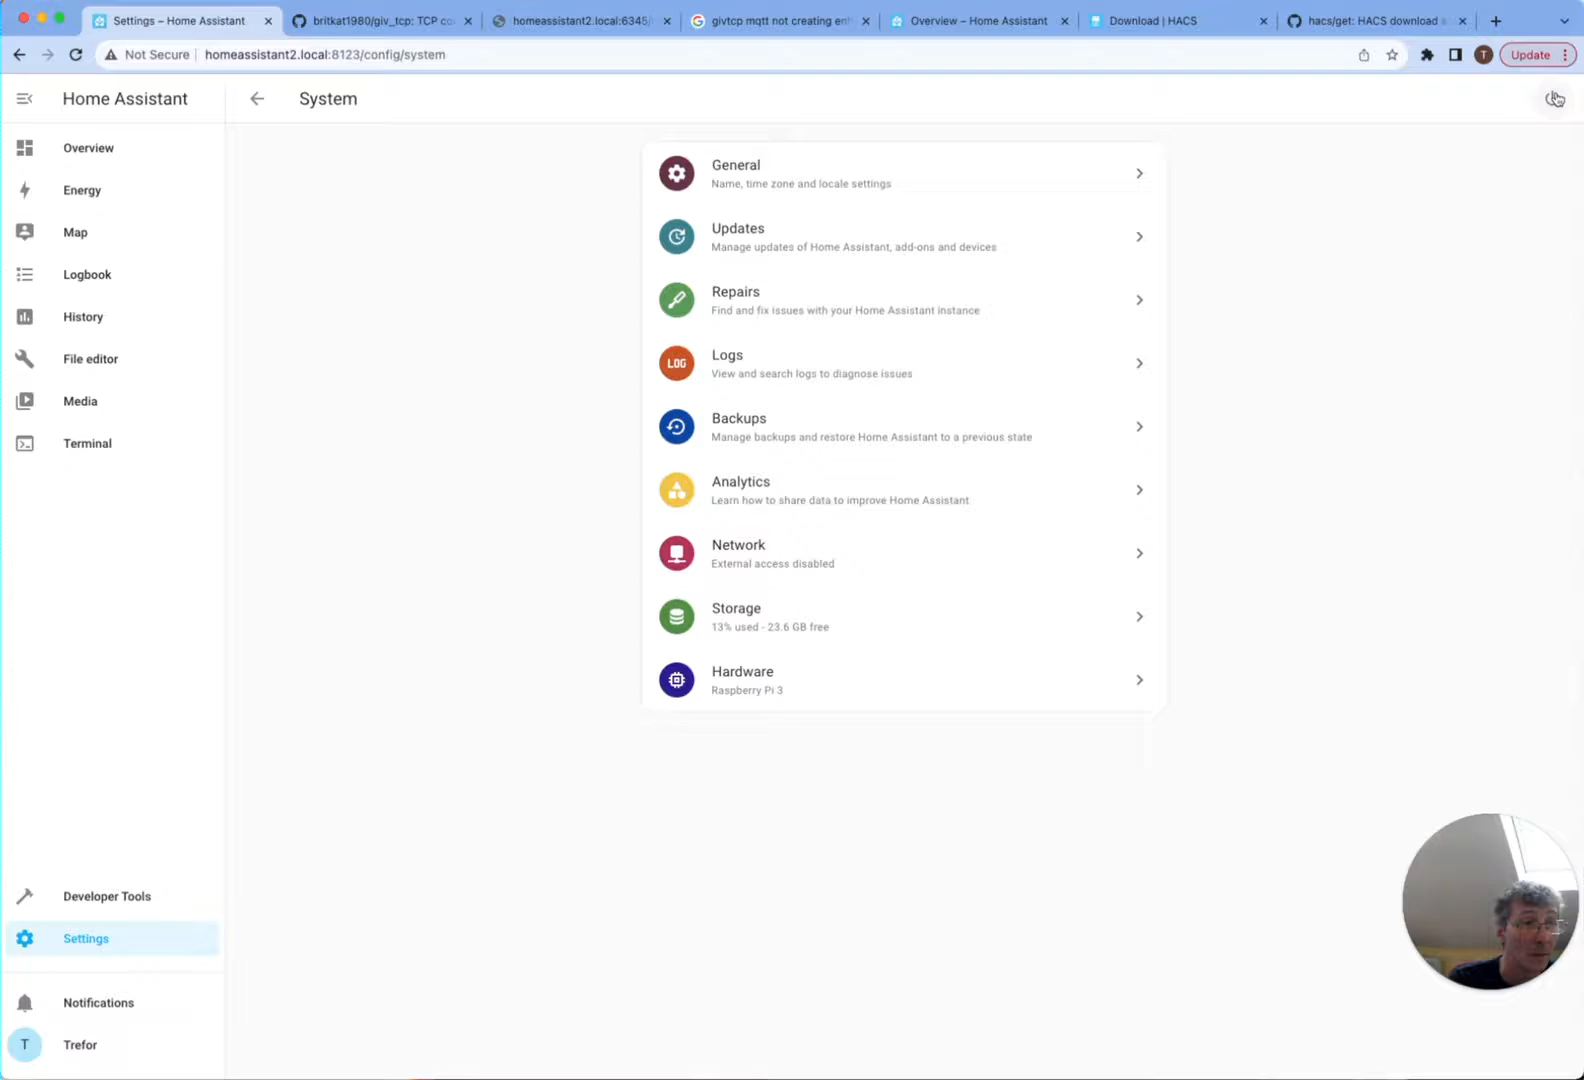 Settings – Home Assistant
britkat1980/giv_tcp: TCP co
homeassistant2.local:6345/
givtcp mqtt not creating en
Overview – Home Assistant
Download | HACS
hacs/get: HACS download a
Not Secure
homeassistant2.local:8123/config/system
T
Update
Home Assistant
System
Overview
Energy
Map
Logbook
History
File editor
Media
Terminal
General
Name, time zone and locale settings
Updates
Manage updates of Home Assistant, add-ons and devices
Repairs
Find and fix issues with your Home Assistant instance
LOG
Logs
View and search logs to diagnose issues
Backups
Manage backups and restore Home Assistant to a previous state
Analytics
Learn how to share data to improve Home Assistant
Network
External access disabled
Storage
13% used - 23.6 GB free
Hardware
Raspberry Pi 3
Developer Tools
Settings
Notifications
T
Trefor